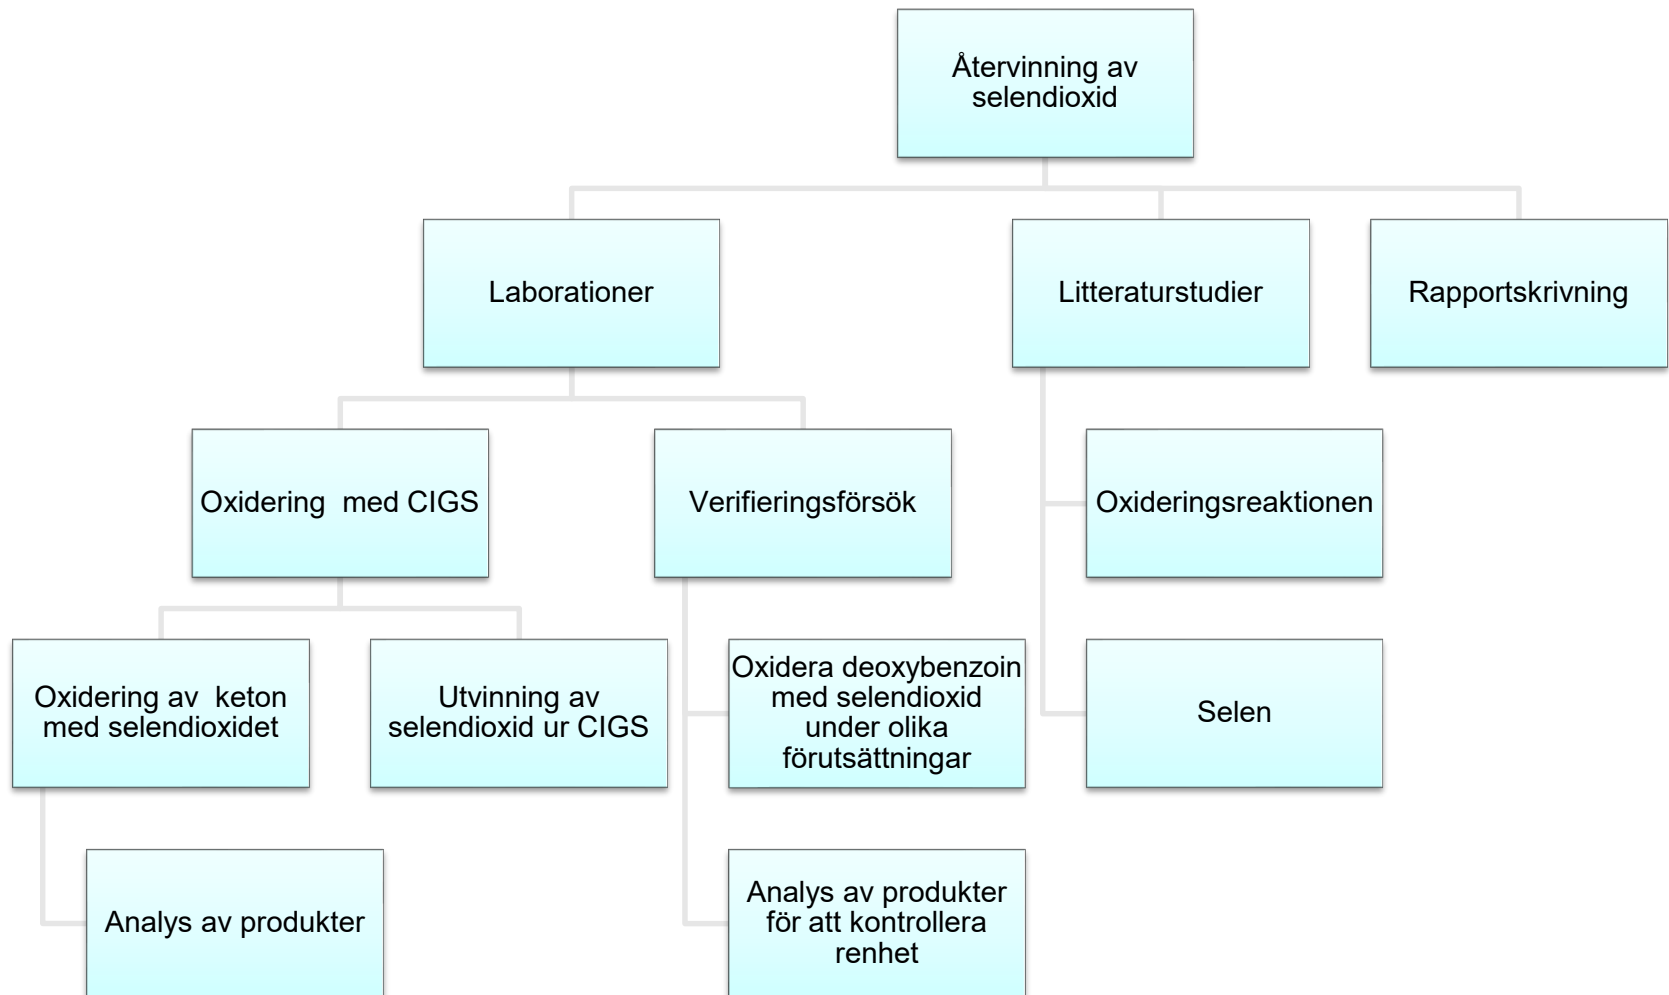 Återvinning av
selendioxid
Laborationer
Litteraturstudier
Rapportskrivning
Oxidering  med CIGS
Verifieringsförsök
Oxideringsreaktionen
Oxidering av  keton
med selendioxidet
Utvinning av
selendioxid ur CIGS
Oxidera deoxybenzoin
med selendioxid
under olika
förutsättningar
Selen
Analys av produkter
Analys av produkter
för att kontrollera
renhet